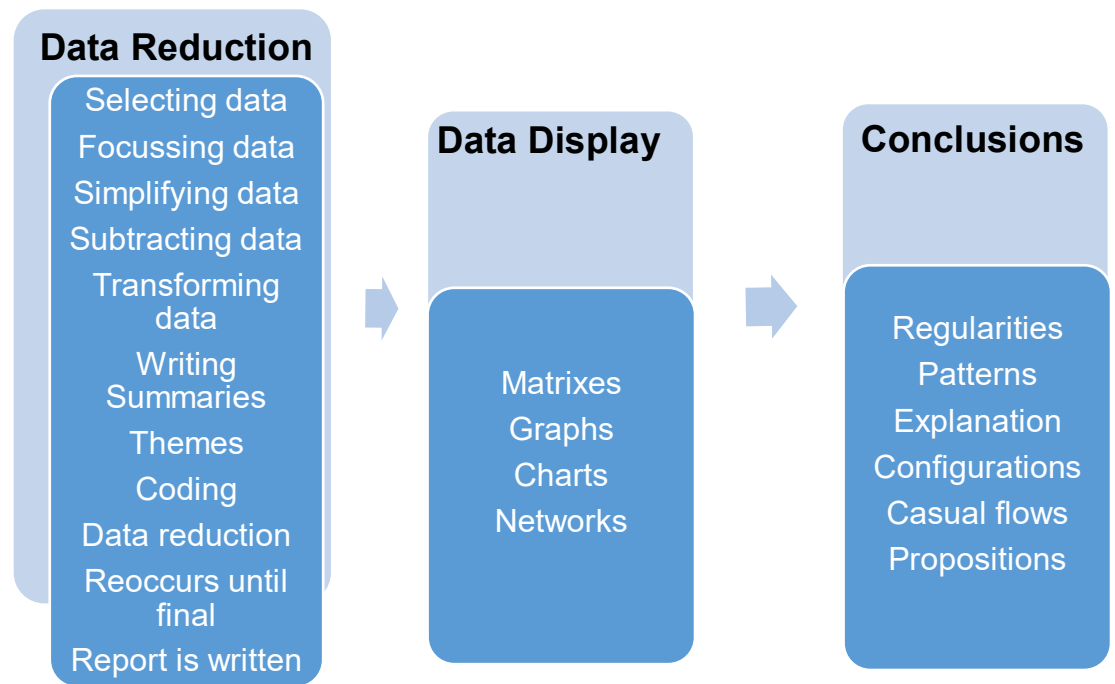 Data Reduction
Selecting data
Focussing data
Simplifying data
Subtracting data
Transforming
data
Writing
Summaries
Themes
Coding
Data reduction
Reoccurs until
final
Report is written
Data Display
Matrixes
Graphs
Charts
Networks
Conclusions
Regularities
Patterns
Explanation
Configurations
Casual flows
Propositions